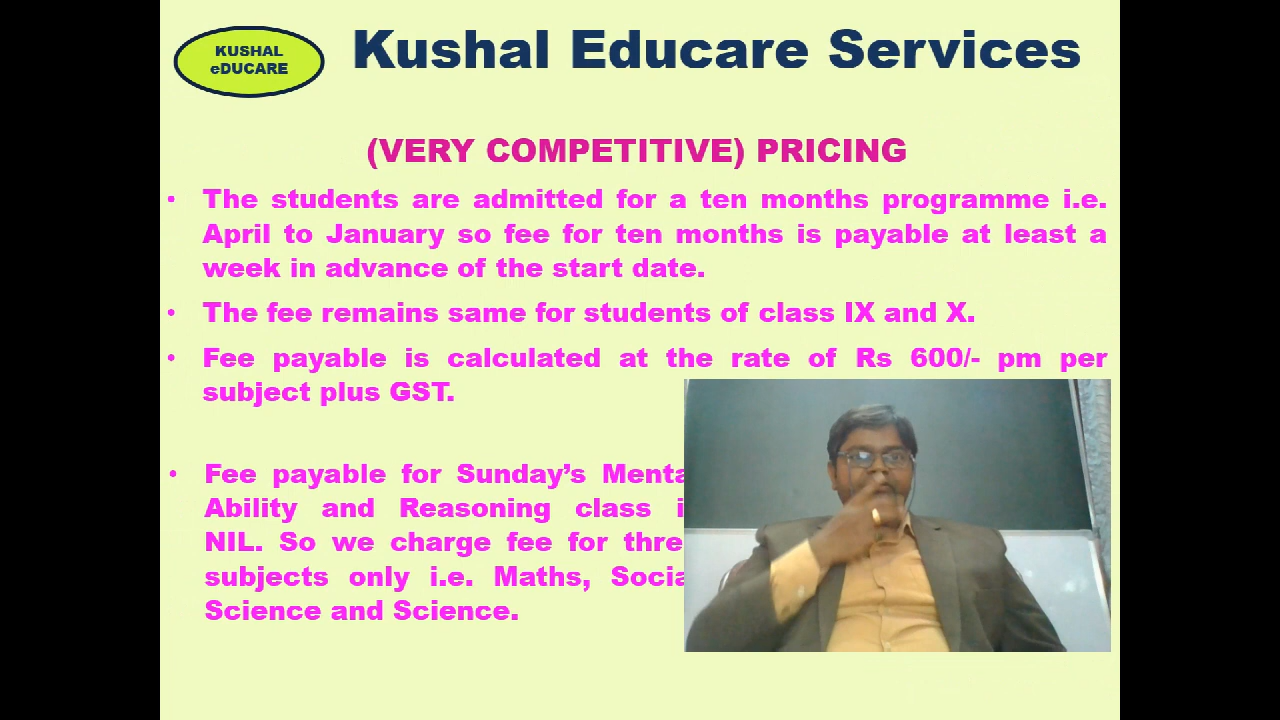 KUSHAL
eDUCARE
Kushal Educare Services
(VERY COMPETITIVE) PRICING
• The students are admitted for a ten months programme i.e.
April to January so fee for ten months is payable at least a
week in advance of the start date.
• The fee remains same for students of class IX and X.
• Fee payable is calculated at the rate of Rs 600/- pm per
subject plus GST.
• Fee payable for Sunday’s Menta
Ability and Reasoning class i
NIL. So we charge fee for thre
subjects only i.e. Maths, Socia
Science and Science.